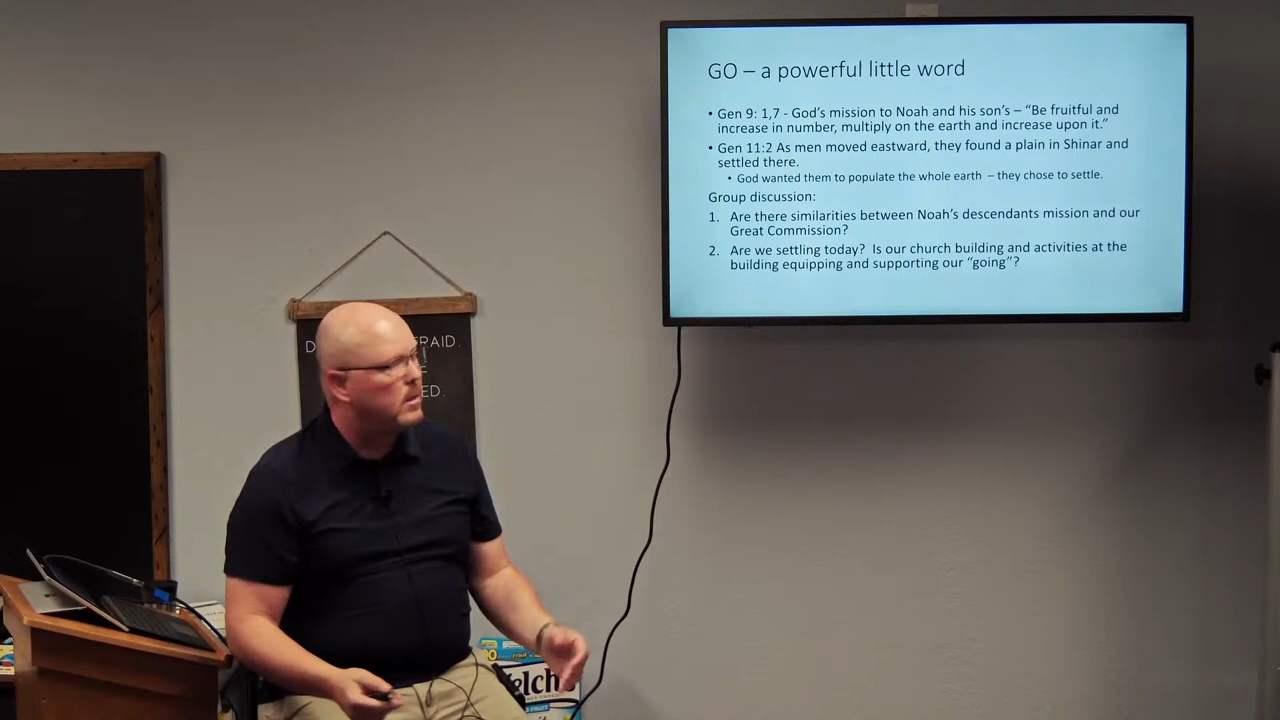 GO – a powerful little word
• Gen 9: 1,7 - God's mission to Noah and his son's – "Be fruitful and
increase in number, multiply on the earth and increase upon it."
• Gen 11:2 As men moved eastward, they found a plain in Shinar and
settled there.
• God wanted them to populate the whole earth – they chose to settle.
Group discussion:
1. Are there similarities between Noah's descendants mission and our
Great Commission?
2. Are we settling today? Is our church building and activities at the
building equipping and supporting our "going"?